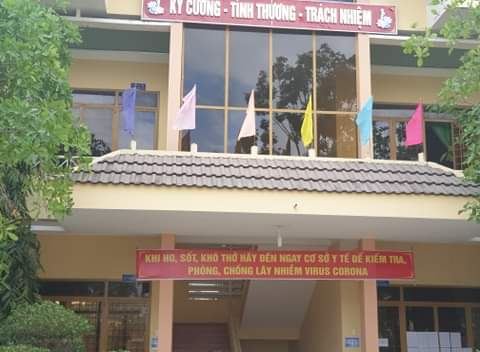 KỶ CƯƠNG - TÌNH THƯƠNG - TRÁCH NHIỆM
KHI HO, SỐT, KHÓ THỞ HÃY ĐẾN NGAY CƠ SỞ Y TẾ ĐỂ KIỂM TRA,
PHÒNG, CHỐNG LÂY NHIỄM VIRUS CORONA